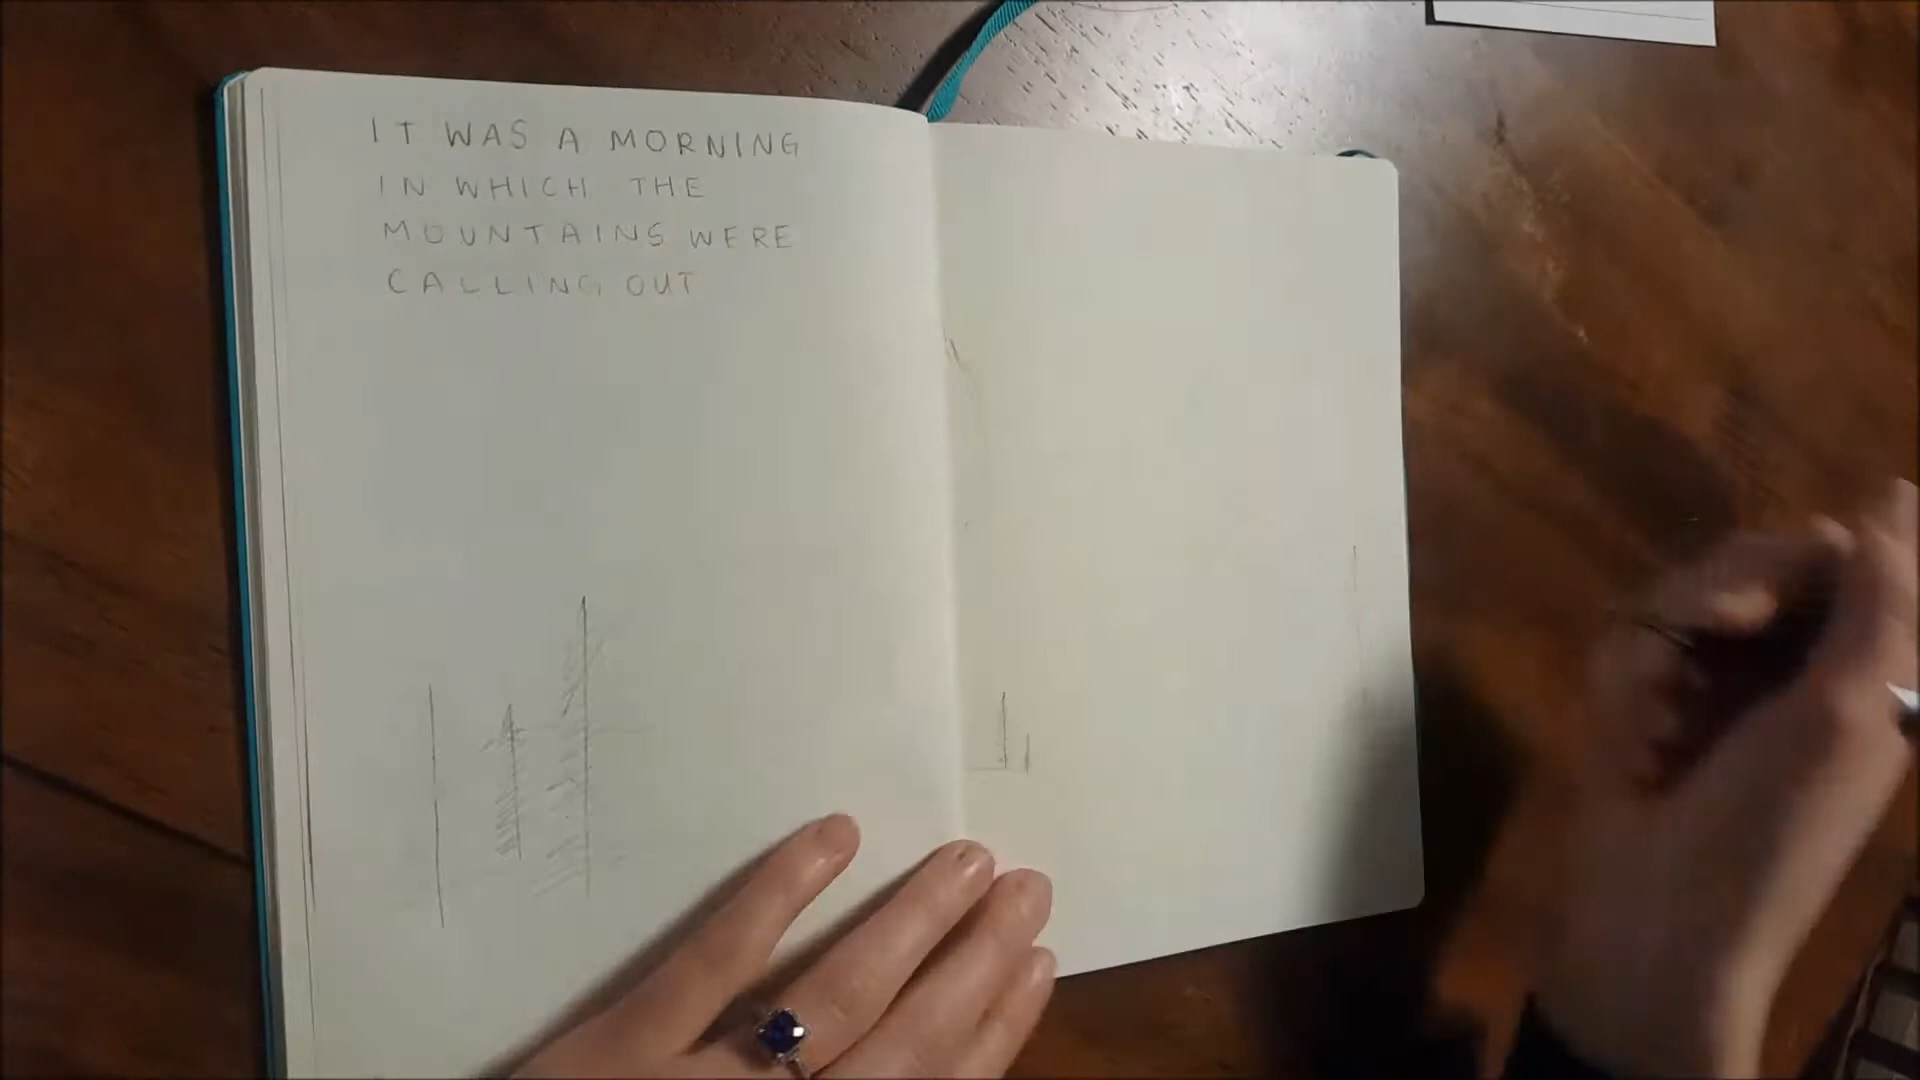 IT WAS A MORNING
IN WHICH THE
MOUNTAINS WERE
CALLING OUT